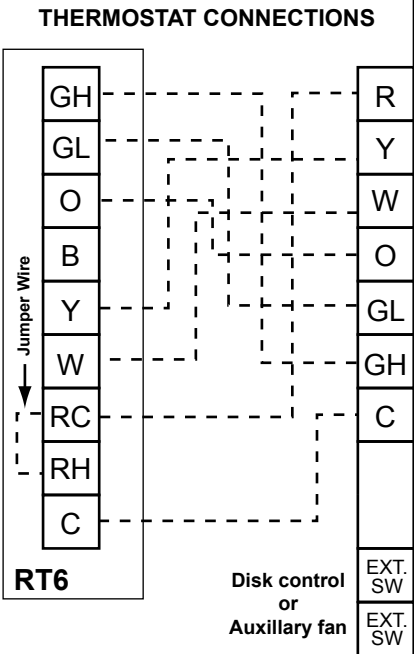 THERMOSTAT CONNECTIONS
GH
GL
O
B
Y
W
RC
RH
C
Jumper Wire
RT6
R
Y
W
O
GL
GH
C
EXT.
SW
EXT.
SW
Disk control
or
Auxillary fan